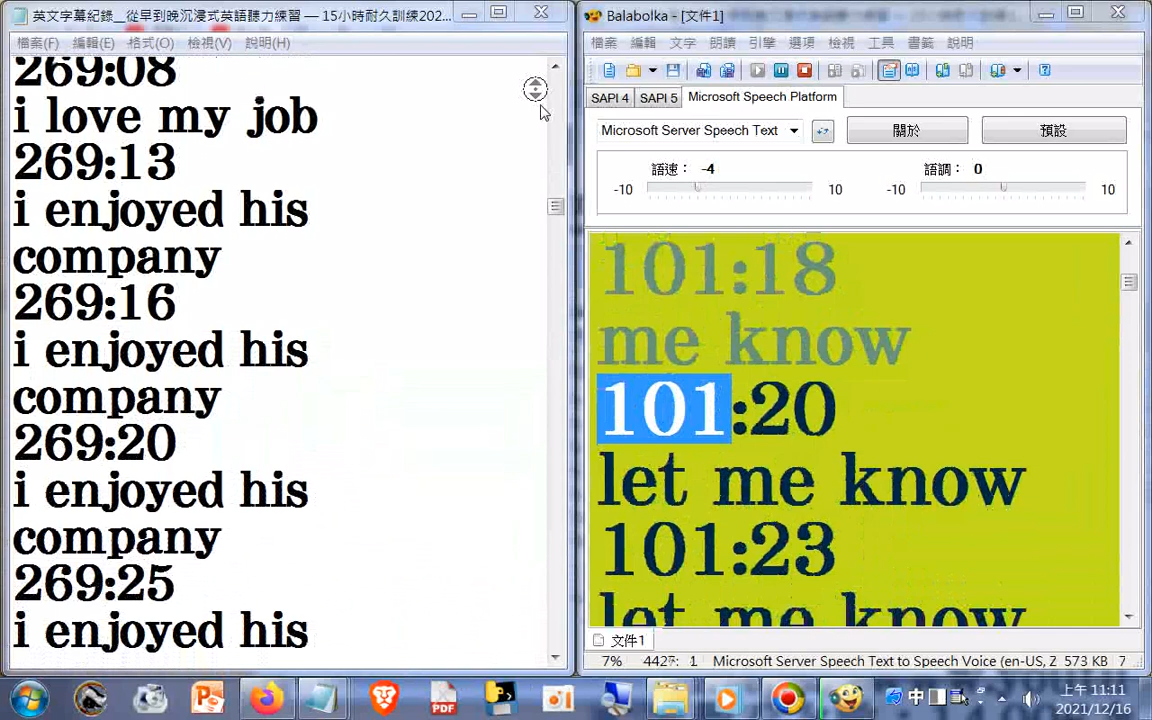 英文字幕紀錄__從早到晚沉浸式英語聽力練習 — 15小時耐久訓練202...
檔案(F) 編輯(E) 格式(O) 檢視(V) 說明(H)
269:08
i love my job
269:13
i enjoyed his
company
269:16
i enjoyed his
company
269:20
i enjoyed his
company
269:25
i enjoyed his
Balabolka - [文件1]
檔案 編輯 文字 朗讀 引擎 選項 檢視 工具 書籤 說明
SAPI 4 SAPI 5 Microsoft Speech Platform
Microsoft Server Speech Text 關於 預設
語速： -4 語調： 0
-10 10 -10 10
101:18
me know
101:20
let me know
101:23
let me know
文件1
7% 4427: 1 Microsoft Server Speech Text to Speech Voice (en-US, 2 573 KB 7
PDF
中
上午 11:11
2021/12/16